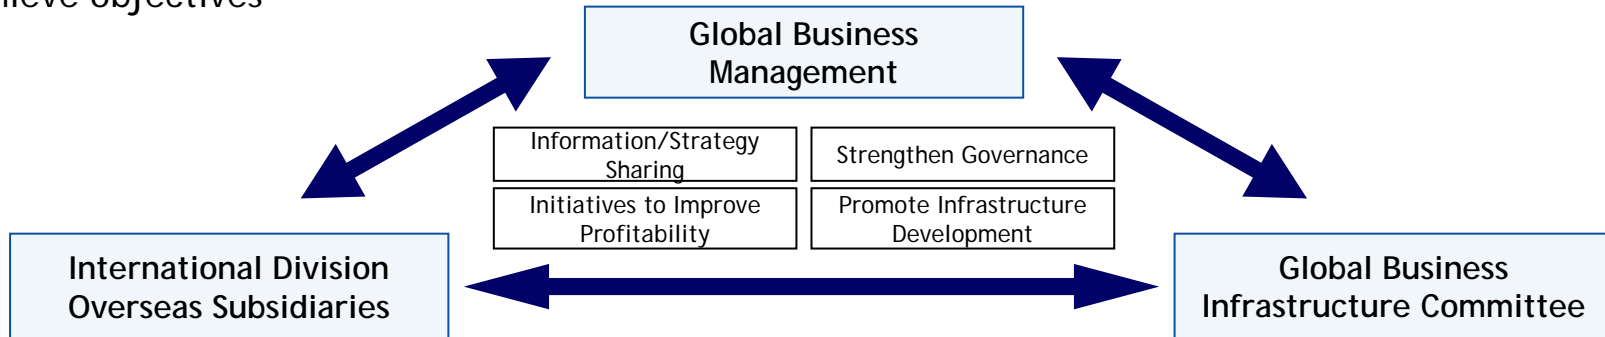 objectives
Global Business
Management
Information/Strategy
Sharing
Strengthen Governance
Initiatives to Improve
Profitability
Promote Infrastructure
Development
International Division
Overseas Subsidiaries
Global Business
Infrastructure Committee